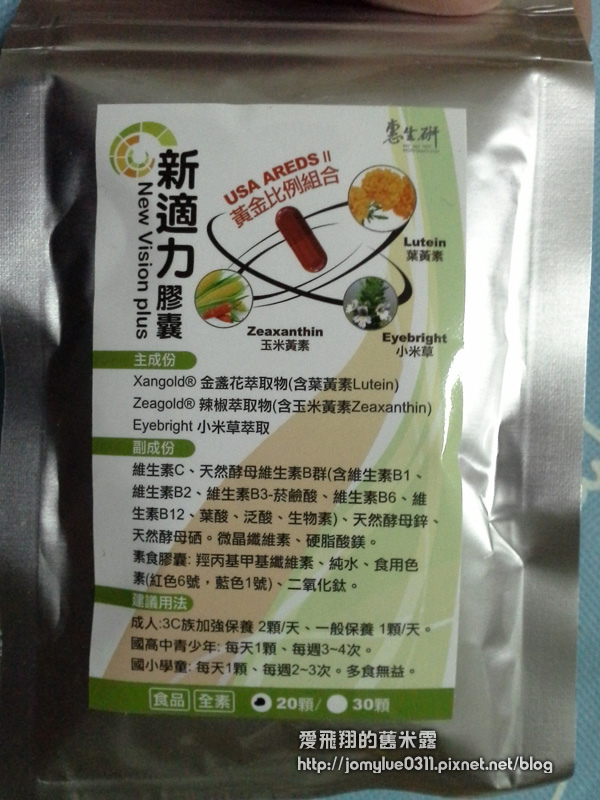 惠生研
新適力膠囊
New Vision plus
USA AREDS II
黃金比例組合
Lutein
葉黃素
Zeaxanthin
玉米黃素
Eyebright
小米草
主成份
Xangold® 金盞花萃取物(含葉黃素Lutein)
Zeagold® 辣椒萃取物(含玉米黃素Zeaxanthin)
Eyebright 小米草萃取
副成份
維生素C、天然酵母維生素B群(含維生素B1、
維生素B2、維生素B3-菸鹼酸、維生素B6、維
生素B12、葉酸、泛酸、生物素)、天然酵母鋅、
天然酵母硒。微晶纖維素、硬脂酸鎂。
素食膠囊: 羥丙基甲基纖維素、純水、食用色
素(紅色6號，藍色1號)、二氧化鈦。
建議用法
成人:3C族加強保養 2顆/天、一般保養 1顆/天。
國高中青少年: 每天1顆、每週3~4次。
國小學童: 每天1顆、每週2~3次。多食無益。
食品 全素 20顆/ 30顆
愛飛翔的舊米露
http://jomylue0311.pixnet.net/blog